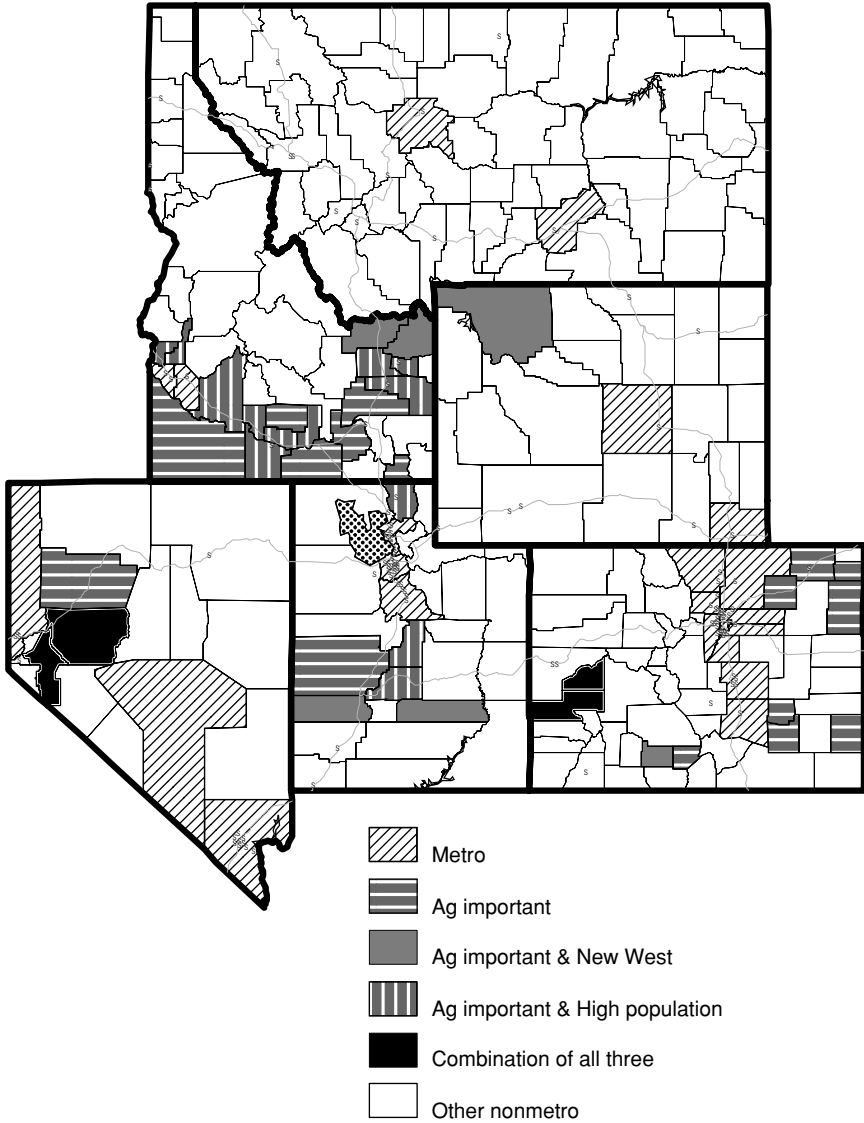 Metro
Ag important
Ag important & New West
Ag important & High population
Combination of all three
Other nonmetro